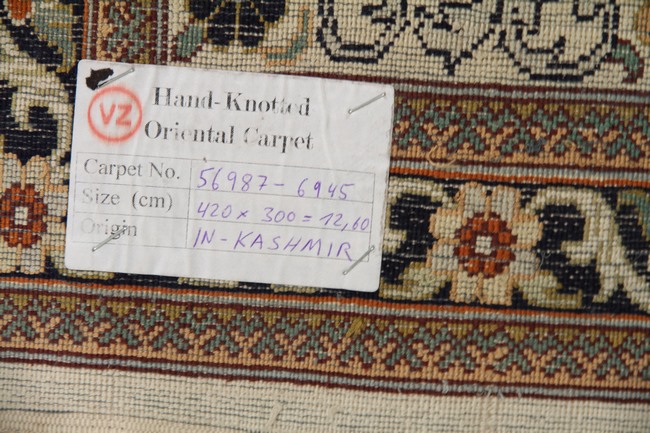 VZ
Hand-Knotted
Oriental Carpet
Carpet No. 56987-6945
Size (cm) 420 x 300 = 12,60
Origin IN-KASHMIR